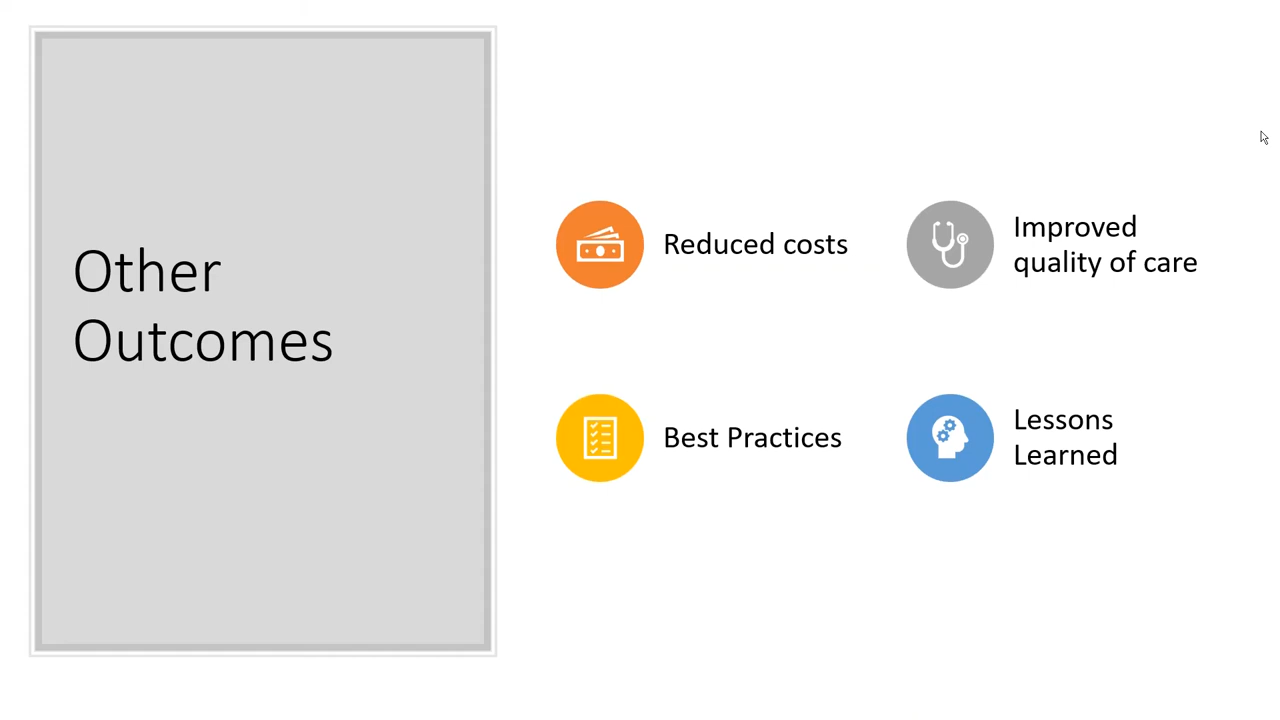 Other
Outcomes
Reduced costs
Improved
quality of care
Best Practices
Lessons
Learned